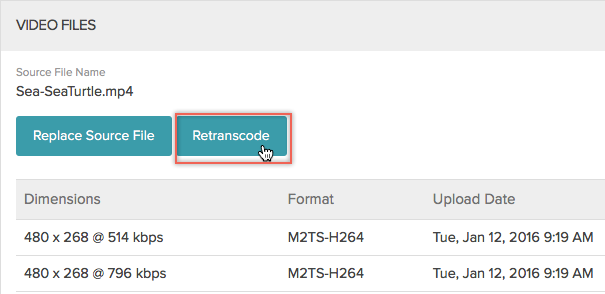 VIDEO FILES
Source File Name
Sea-SeaTurtle.mp4
Replace Source File Retranscode
Dimensions Format Upload Date
480 x 268 @ 514 kbps M2TS-H264 Tue, Jan 12, 2016 9:19 AM
480 x 268 @ 796 kbps M2TS-H264 Tue, Jan 12, 2016 9:19 AM